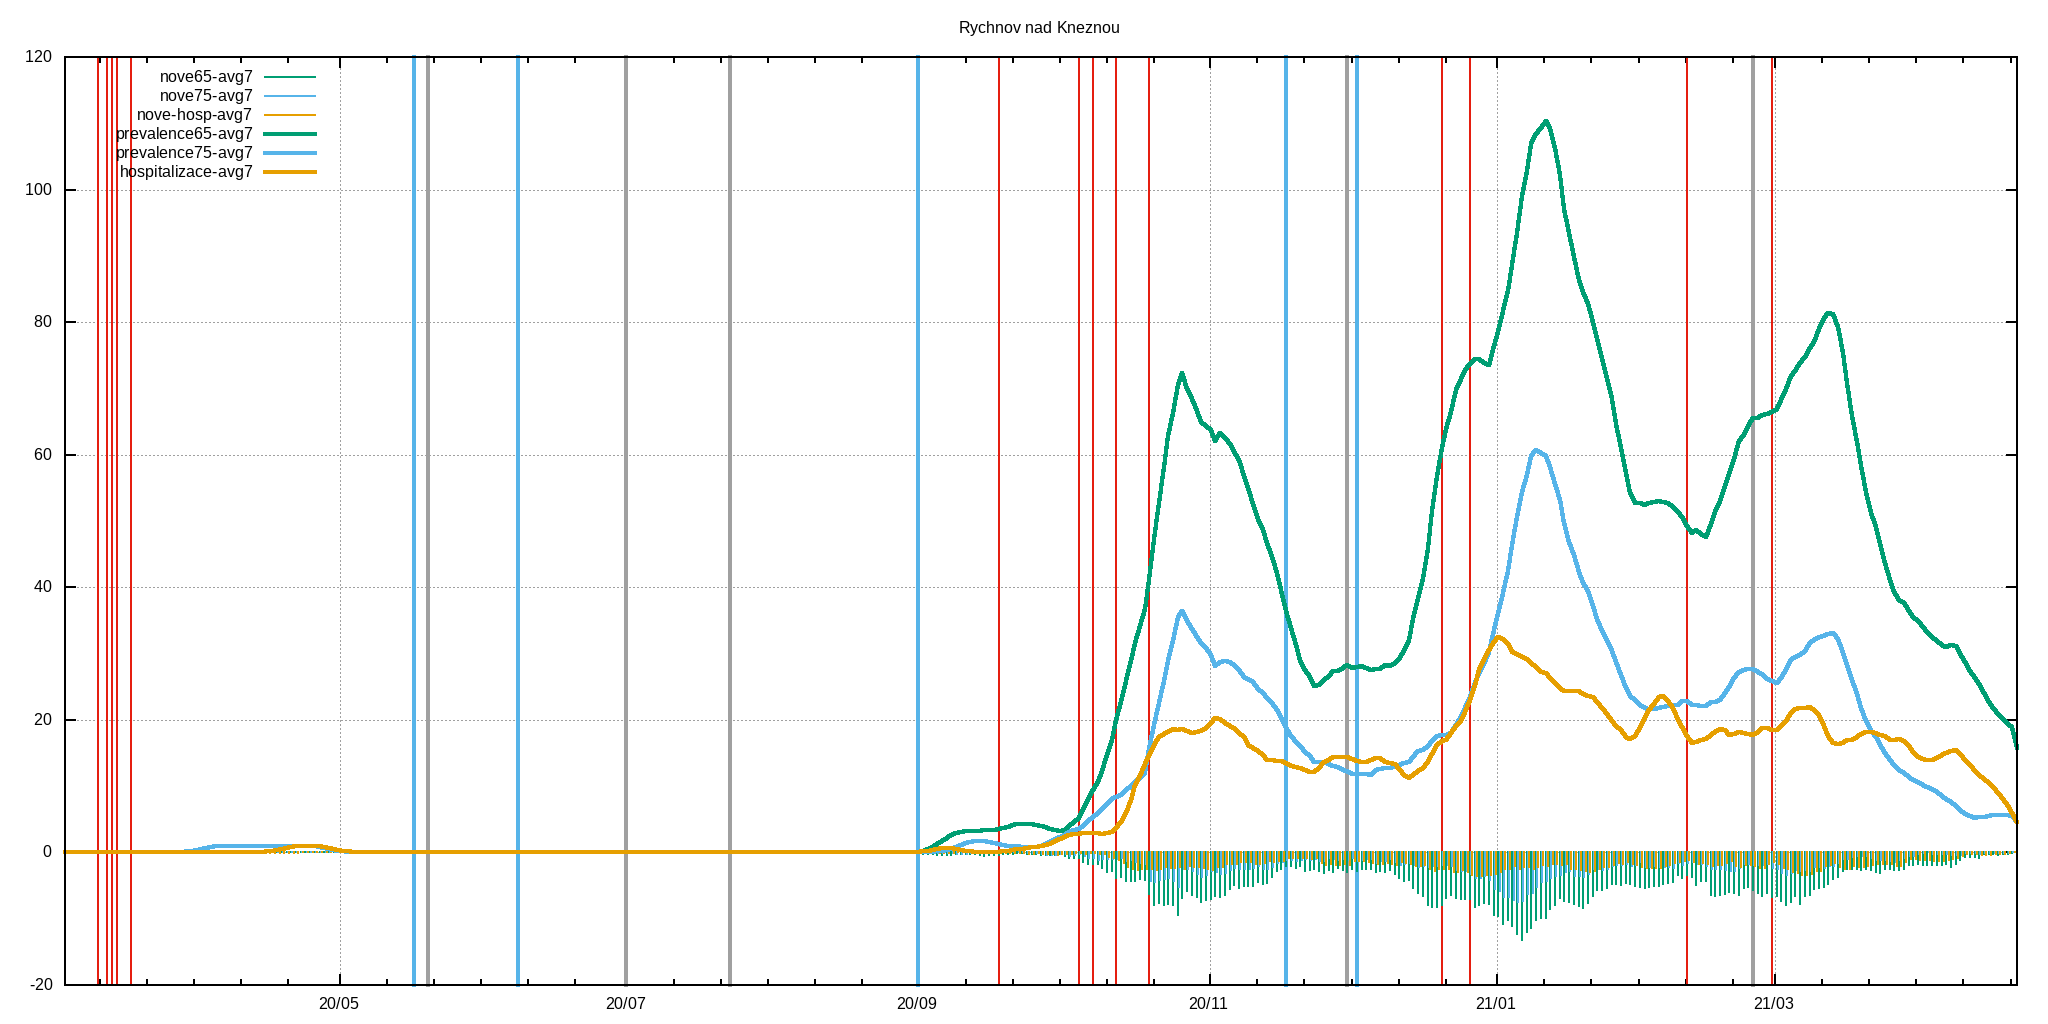 Rychnov nad Kneznou
120
100
80
60
40
20
0
-20
nove65-avg7
nove75-avg7
nove-hosp-avg7
prevalence65-avg7
prevalence75-avg7
hospitalizace-avg7
20/05
20/07
20/09
20/11
21/01
21/03